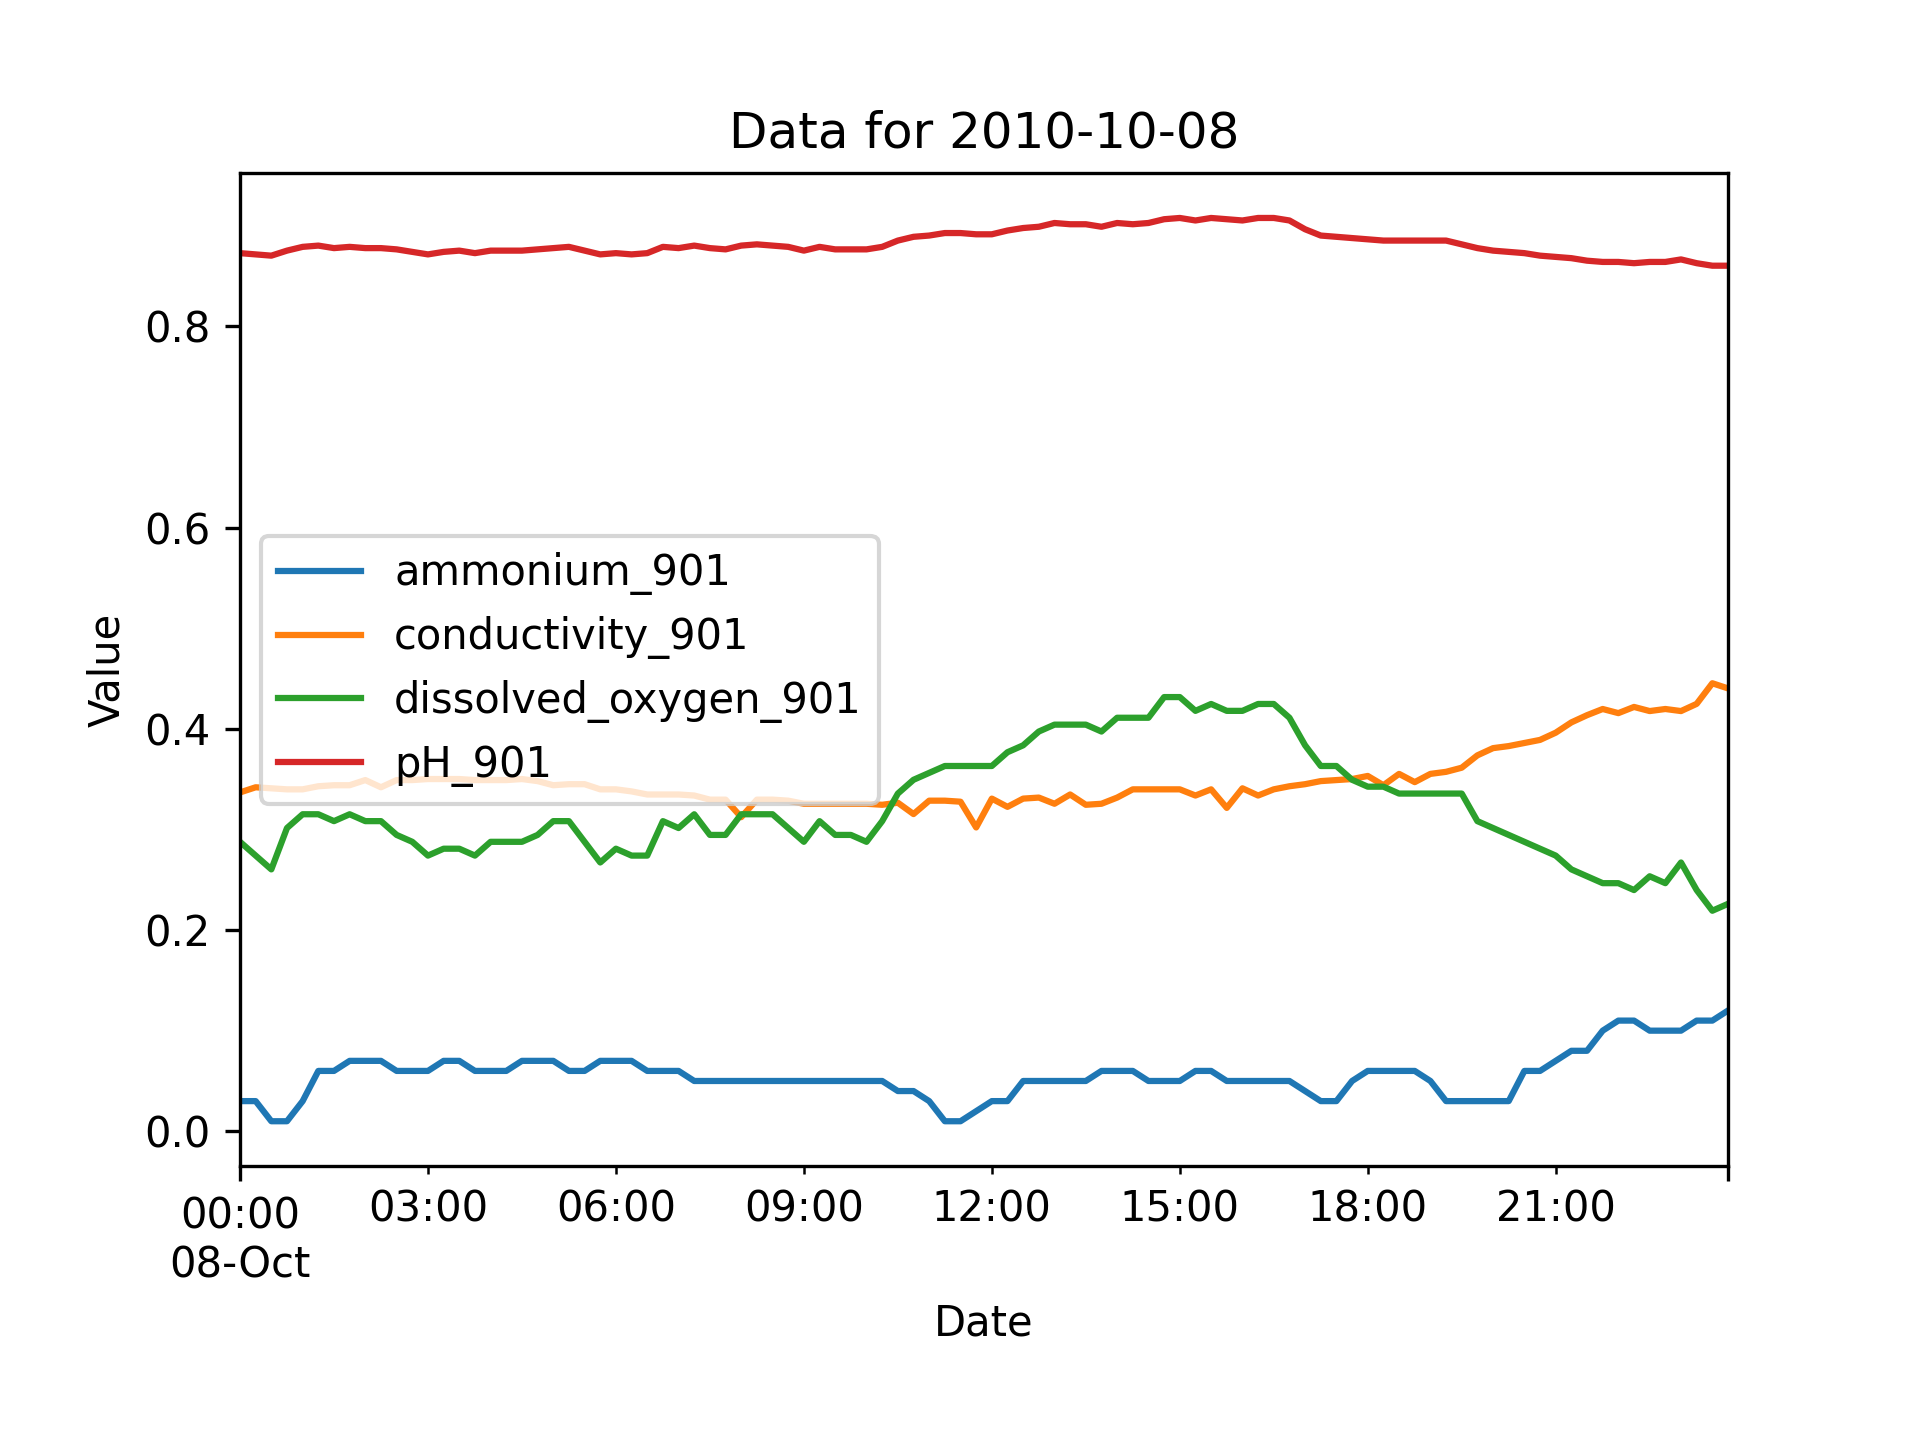 Data for 2010-10-08
0.8
0.6
0.4
0.2
0.0
Value
ammonium_901
conductivity_901
dissolved_oxygen_901
pH_901
00:00 03:00 06:00 09:00 12:00 15:00 18:00 21:00
08-Oct
Date